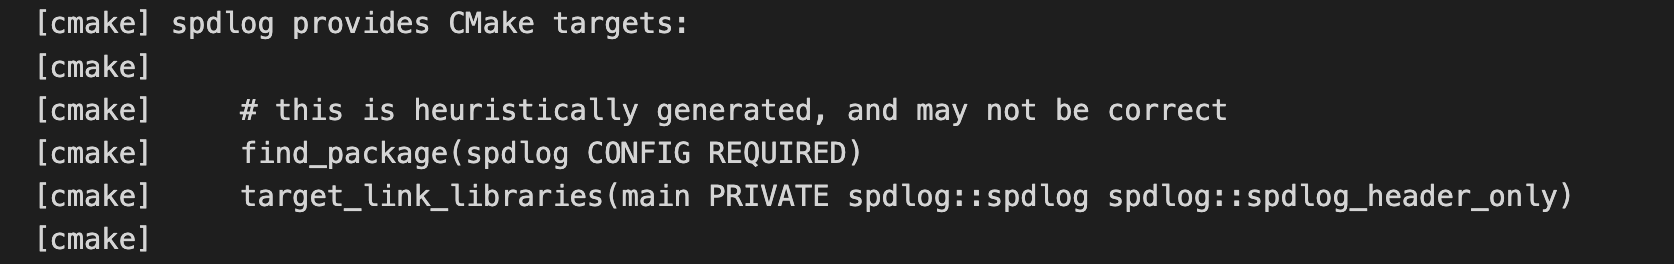 [cmake] spdlog provides CMake targets:
[cmake]
[cmake]     # this is heuristically generated, and may not be correct
[cmake]     find_package(spdlog CONFIG REQUIRED)
[cmake]     target_link_libraries(main PRIVATE spdlog::spdlog spdlog::spdlog_header_only)
[cmake]